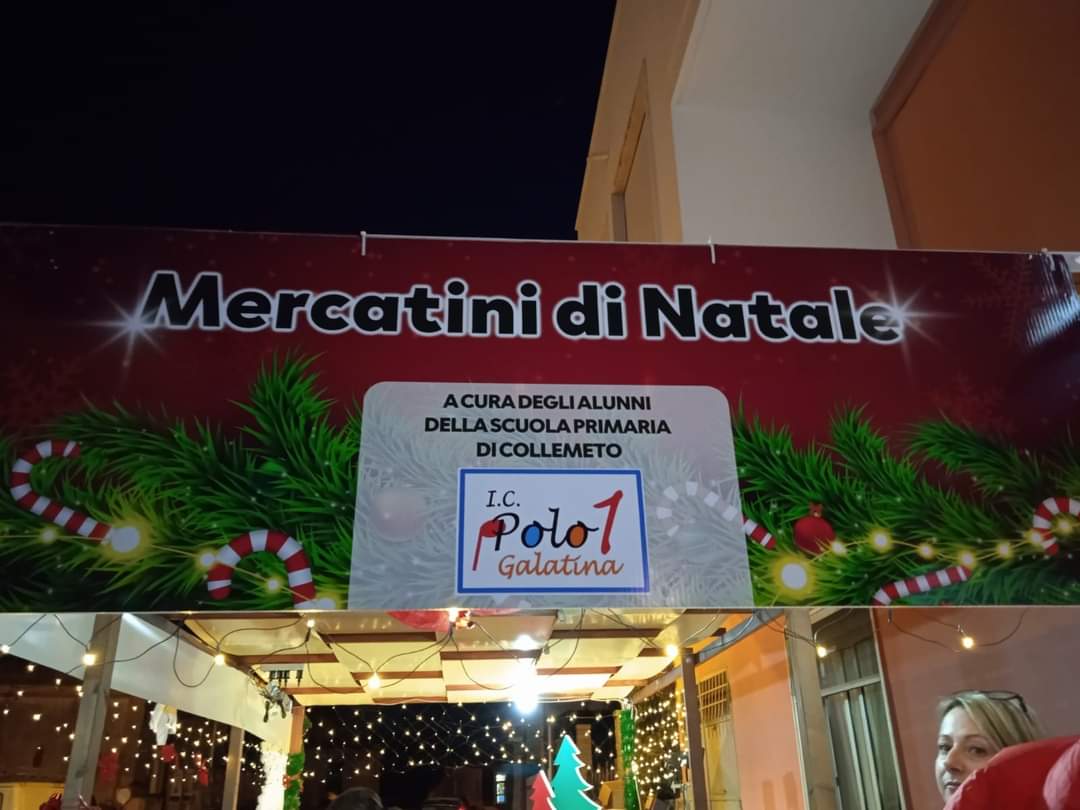 Mercatini di Natale
A CURA DEGLI ALUNNI
DELLA SCUOLA PRIMARIA
DI COLLEMETO
I.C.
Polo 1
Galatina